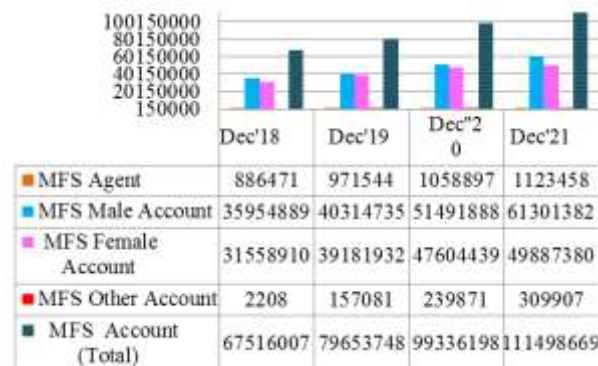 100150000
80150000
60150000
40150000
20150000
150000
Dec'18 Dec'19 Dec"2 Dec'21
0
MFS Agent 886471 971544 1058897 1123458
MFS Male Account 35954889 40314735 51491888 61301382
MFS Female
Account 31558910 39181932 47604439 49887380
MFS Other Account 2208 157081 239871 309907
MFS Account
(Total) 67516007 79653748 99336198 111498669